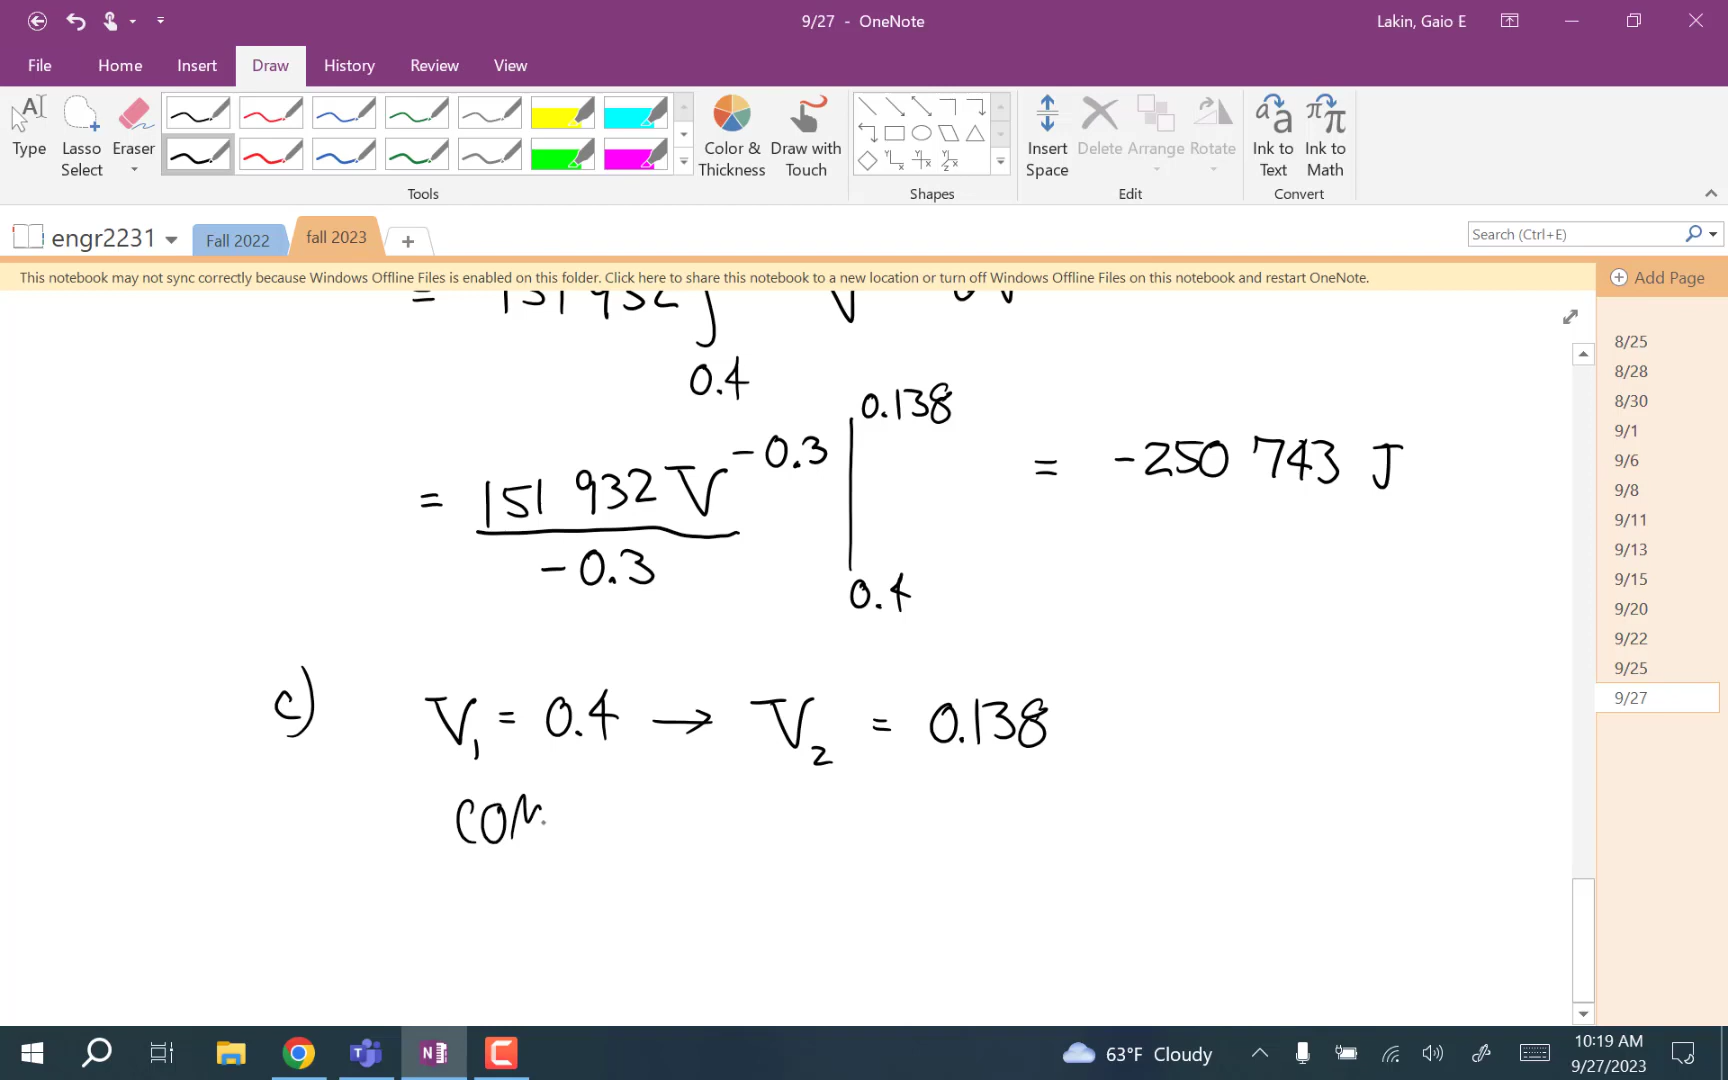 9/27 - OneNote
Lakin, Gaio E
File Home Insert Draw History Review View
Type
Lasso Select
Eraser
Color & Thickness
Draw with Touch
Insert Space
Delete
Arrange
Rotate
Ink to Text
Ink to Math
Tools
Shapes
Edit
Convert
engr2231
Fall 2022
fall 2023
Search (Ctrl+E)
This notebook may not sync correctly because Windows Offline Files is enabled on this folder. Click here to share this notebook to a new location or turn off Windows Offline Files on this notebook and restart OneNote.
Add Page
8/25
8/28
8/30
9/1
9/6
9/8
9/11
9/13
9/15
9/20
9/22
9/25
9/27
= 151 932 ∫ V dV
0.4
= 151 932 V^-0.3 / -0.3 | 0.138 0.4 = -250 743 J
c) V₁ = 0.4 → V₂ = 0.138
COM
63°F Cloudy
10:19 AM
9/27/2023